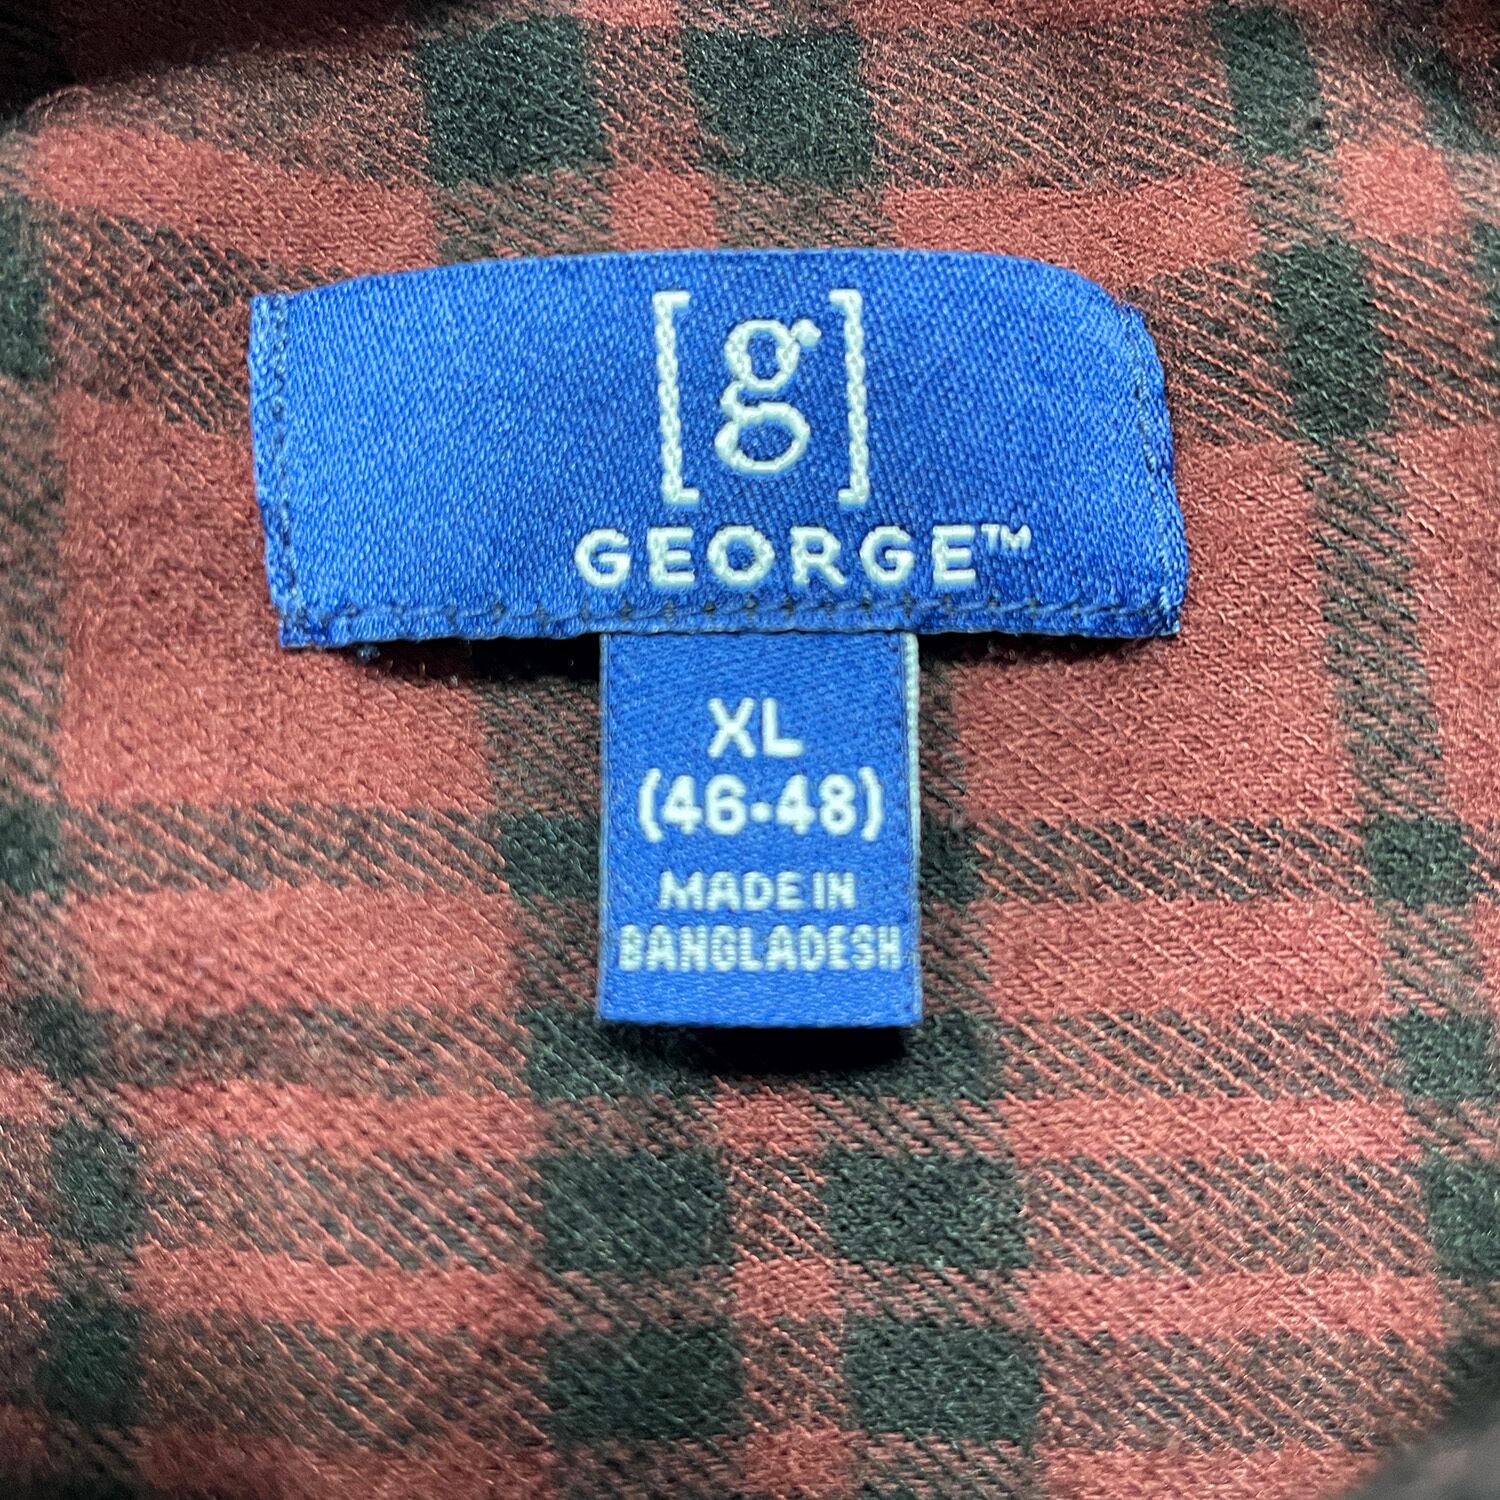 [g]
GEORGE™
XL
(46-48)
MADE IN
BANGLADESH